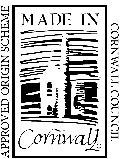 MADE IN
Cornwall
APPROVED ORIGIN SCHEME
CORNWALL COUNCIL